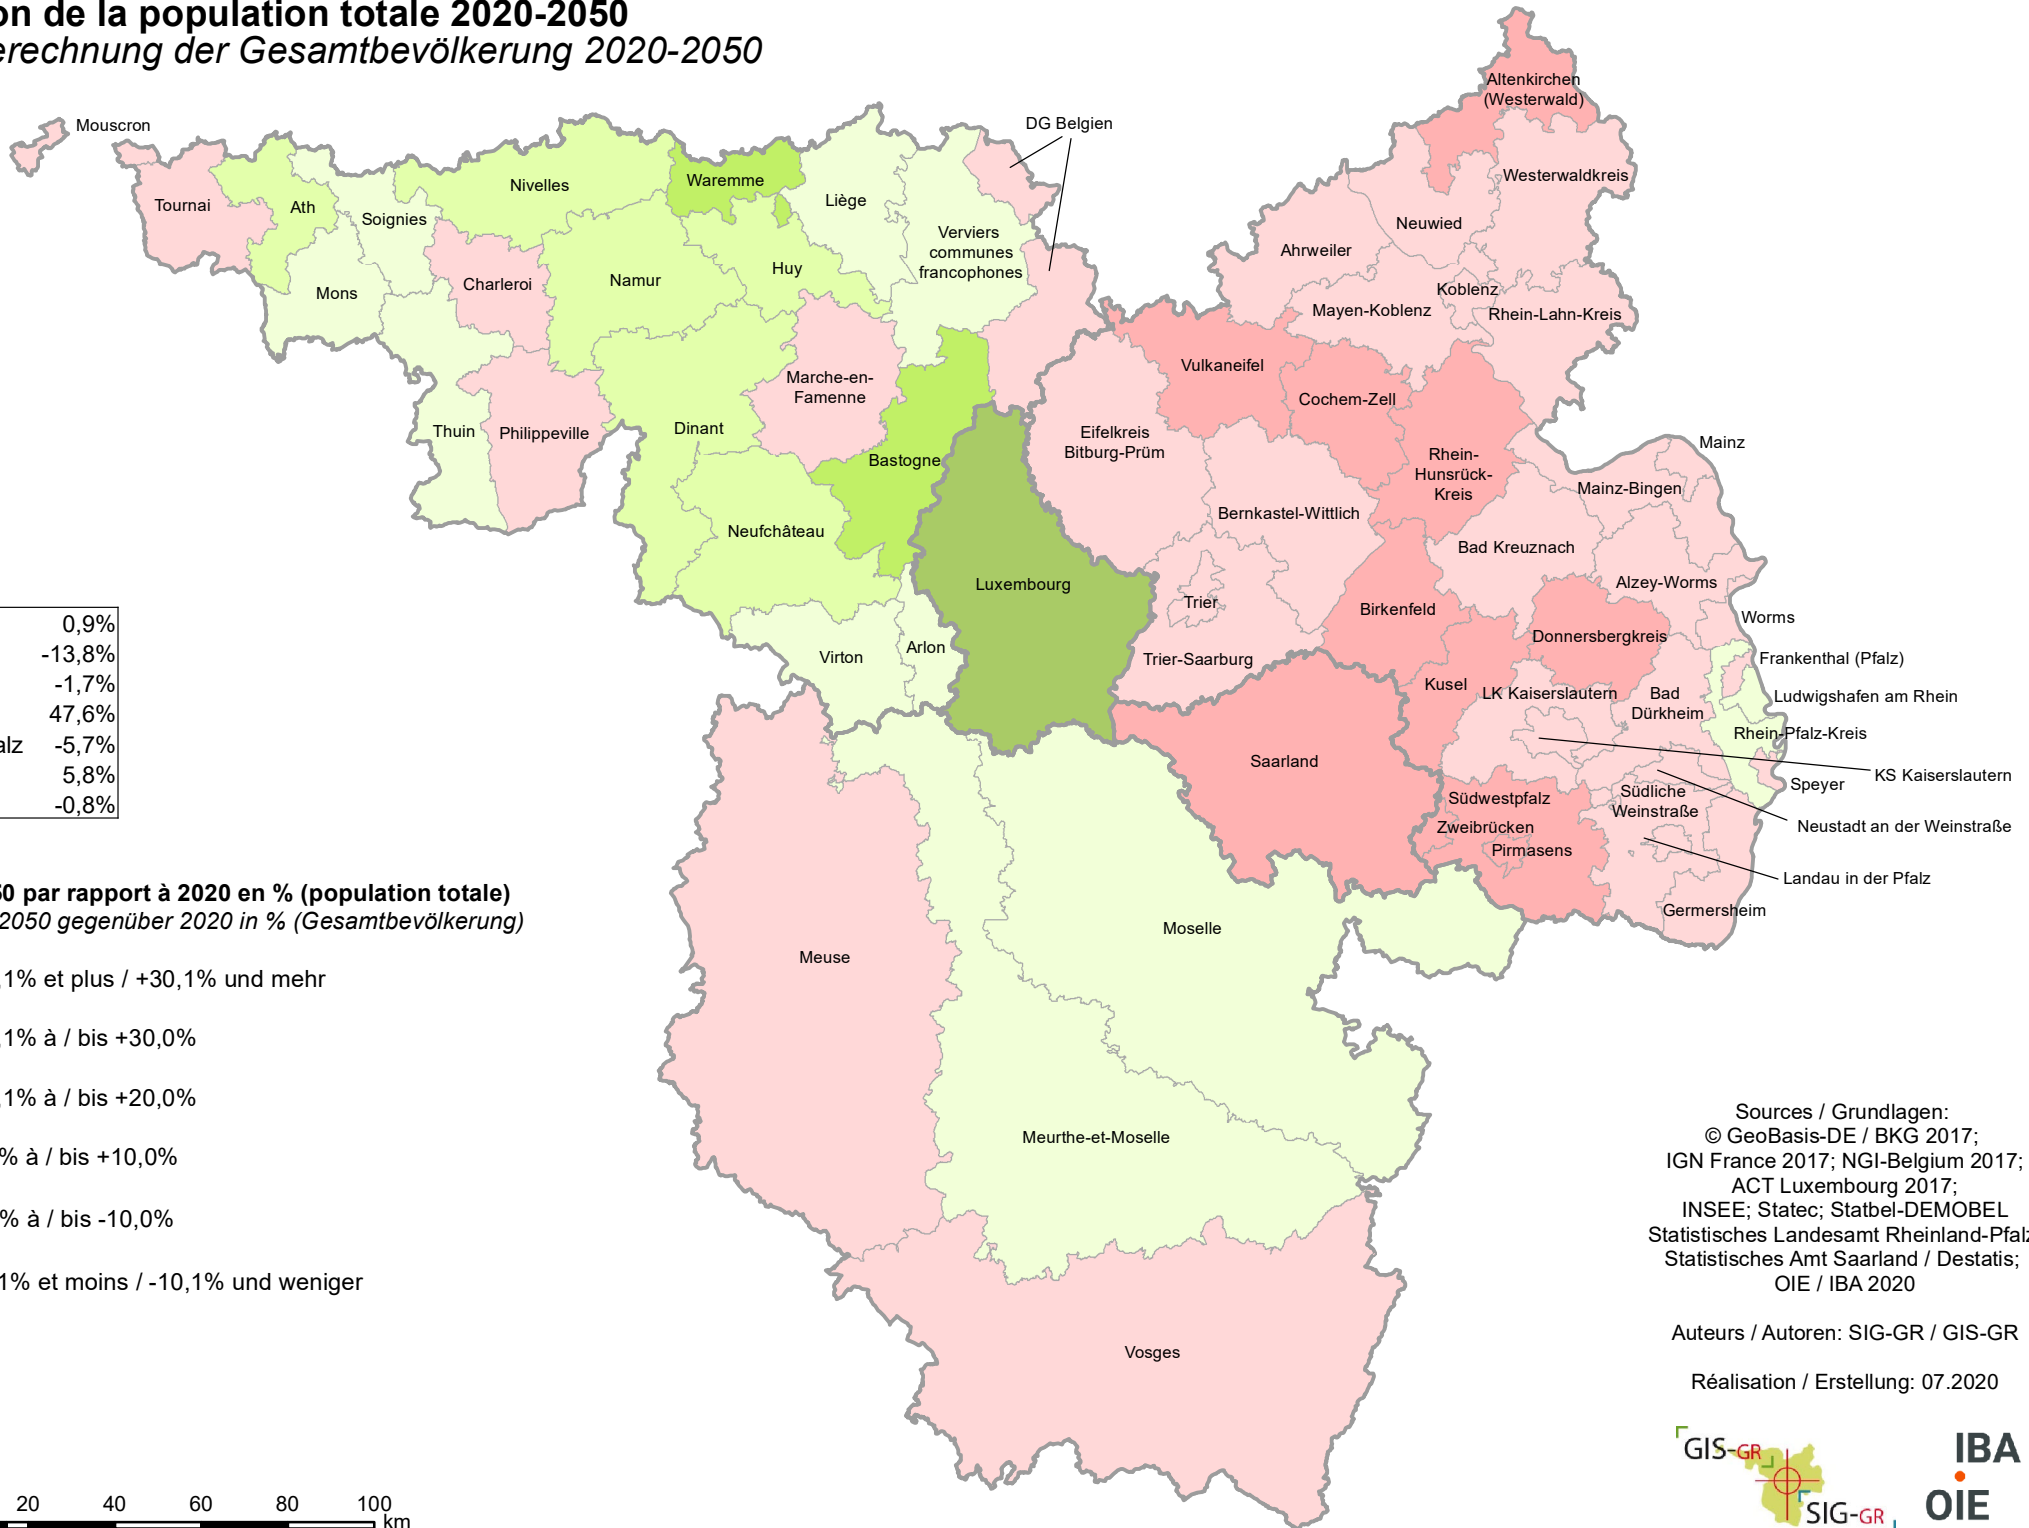 on de la population totale 2020-2050
erechnung der Gesamtbevölkerung 2020-2050
Mouscron
Tournai
Ath
Soignies
Mons
Nivelles
Charleroi
Namur
Waremme
Huy
Liège
Verviers
communes
francophones
DG Belgien
Thuin
Philippeville
Dinant
Marche-en-
Famenne
Bastogne
Neufchâteau
Virton
Arlon
Luxembourg
Altenkirchen
(Westerwald)
Westerwaldkreis
Neuwied
Ahrweiler
Koblenz
Mayen-Koblenz
Rhein-Lahn-Kreis
Vulkaneifel
Cochem-Zell
Eifelkreis
Bitburg-Prüm
Rhein-
Hunsrück-
Kreis
Bernkastel-Wittlich
Mainz
Mainz-Bingen
Bad Kreuznach
Alzey-Worms
Trier
Trier-Saarburg
Birkenfeld
Donnersbergkreis
Worms
Kusel
LK Kaiserslautern
Bad
Dürkheim
Frankenthal (Pfalz)
Ludwigshafen am Rhein
Rhein-Pfalz-Kreis
KS Kaiserslautern
Speyer
Südliche
Weinstraße
Neustadt an der Weinstraße
Südwestpfalz
Zweibrücken
Pirmasens
Landau in der Pfalz
Germersheim
Saarland
Moselle
Meuse
Meurthe-et-Moselle
Vosges
0,9%
-13,8%
-1,7%
47,6%
alz -5,7%
5,8%
-0,8%
50 par rapport à 2020 en % (population totale)
2050 gegenüber 2020 in % (Gesamtbevölkerung)
,1% et plus / +30,1% und mehr
,1% à / bis +30,0%
,1% à / bis +20,0%
% à / bis +10,0%
% à / bis -10,0%
1% et moins / -10,1% und weniger
20 40 60 80 100
km
Sources / Grundlagen:
© GeoBasis-DE / BKG 2017;
IGN France 2017; NGI-Belgium 2017;
ACT Luxembourg 2017;
INSEE; Statec; Statbel-DEMOBEL
Statistisches Landesamt Rheinland-Pfalz
Statistisches Amt Saarland / Destatis;
OIE / IBA 2020
Auteurs / Autoren: SIG-GR / GIS-GR
Réalisation / Erstellung: 07.2020
GIS-GR
SIG-GR
IBA
OIE